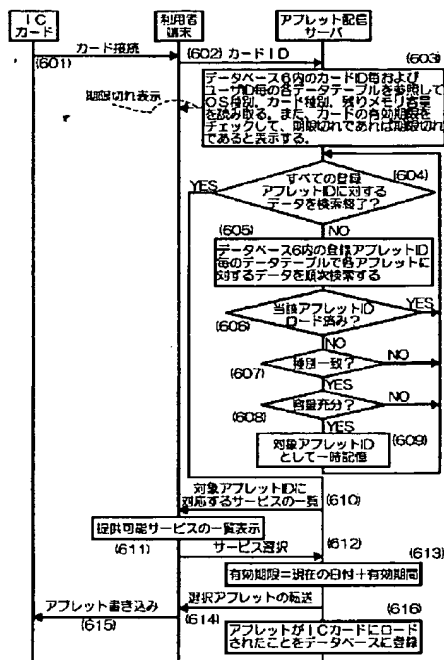 ICカード
利用者端末
アプレット配信サーバ
カード接続
(601)
(602) カードID
(603)
データベース6内のカードID毎および
ユーザID毎の各データテーブルを参照して
OS種別、カード種別、残りメモリ容量
を読み取る。また、カードの有効期限を
チェックして、期限切れであれば期限切れ
であると表示する。
期限切れ表示
すべての登録
アプレットIDに対する
データを検索終了?
(604)
YES
NO
(605)
データベース6内の登録アプレットID
毎のデータテーブルで各アプレットに
対するデータを順次検索する
当該アプレットID
ロード済み?
YES
(606)
NO
種別一致?
NO
(607)
YES
容量充分?
NO
(608)
YES
対象アプレットID
として一時記憶
(609)
対象アプレットIDに
対応するサービスの一覧
(610)
提供可能サービスの一覧表示
(611)
サービス選択
(612)
(613)
有効期限=現在の日付+有効期間
選択アプレットの転送
(614)
アプレット書き込み
(615)
(616)
アプレットがICカードにロード
されたことをデータベースに登録